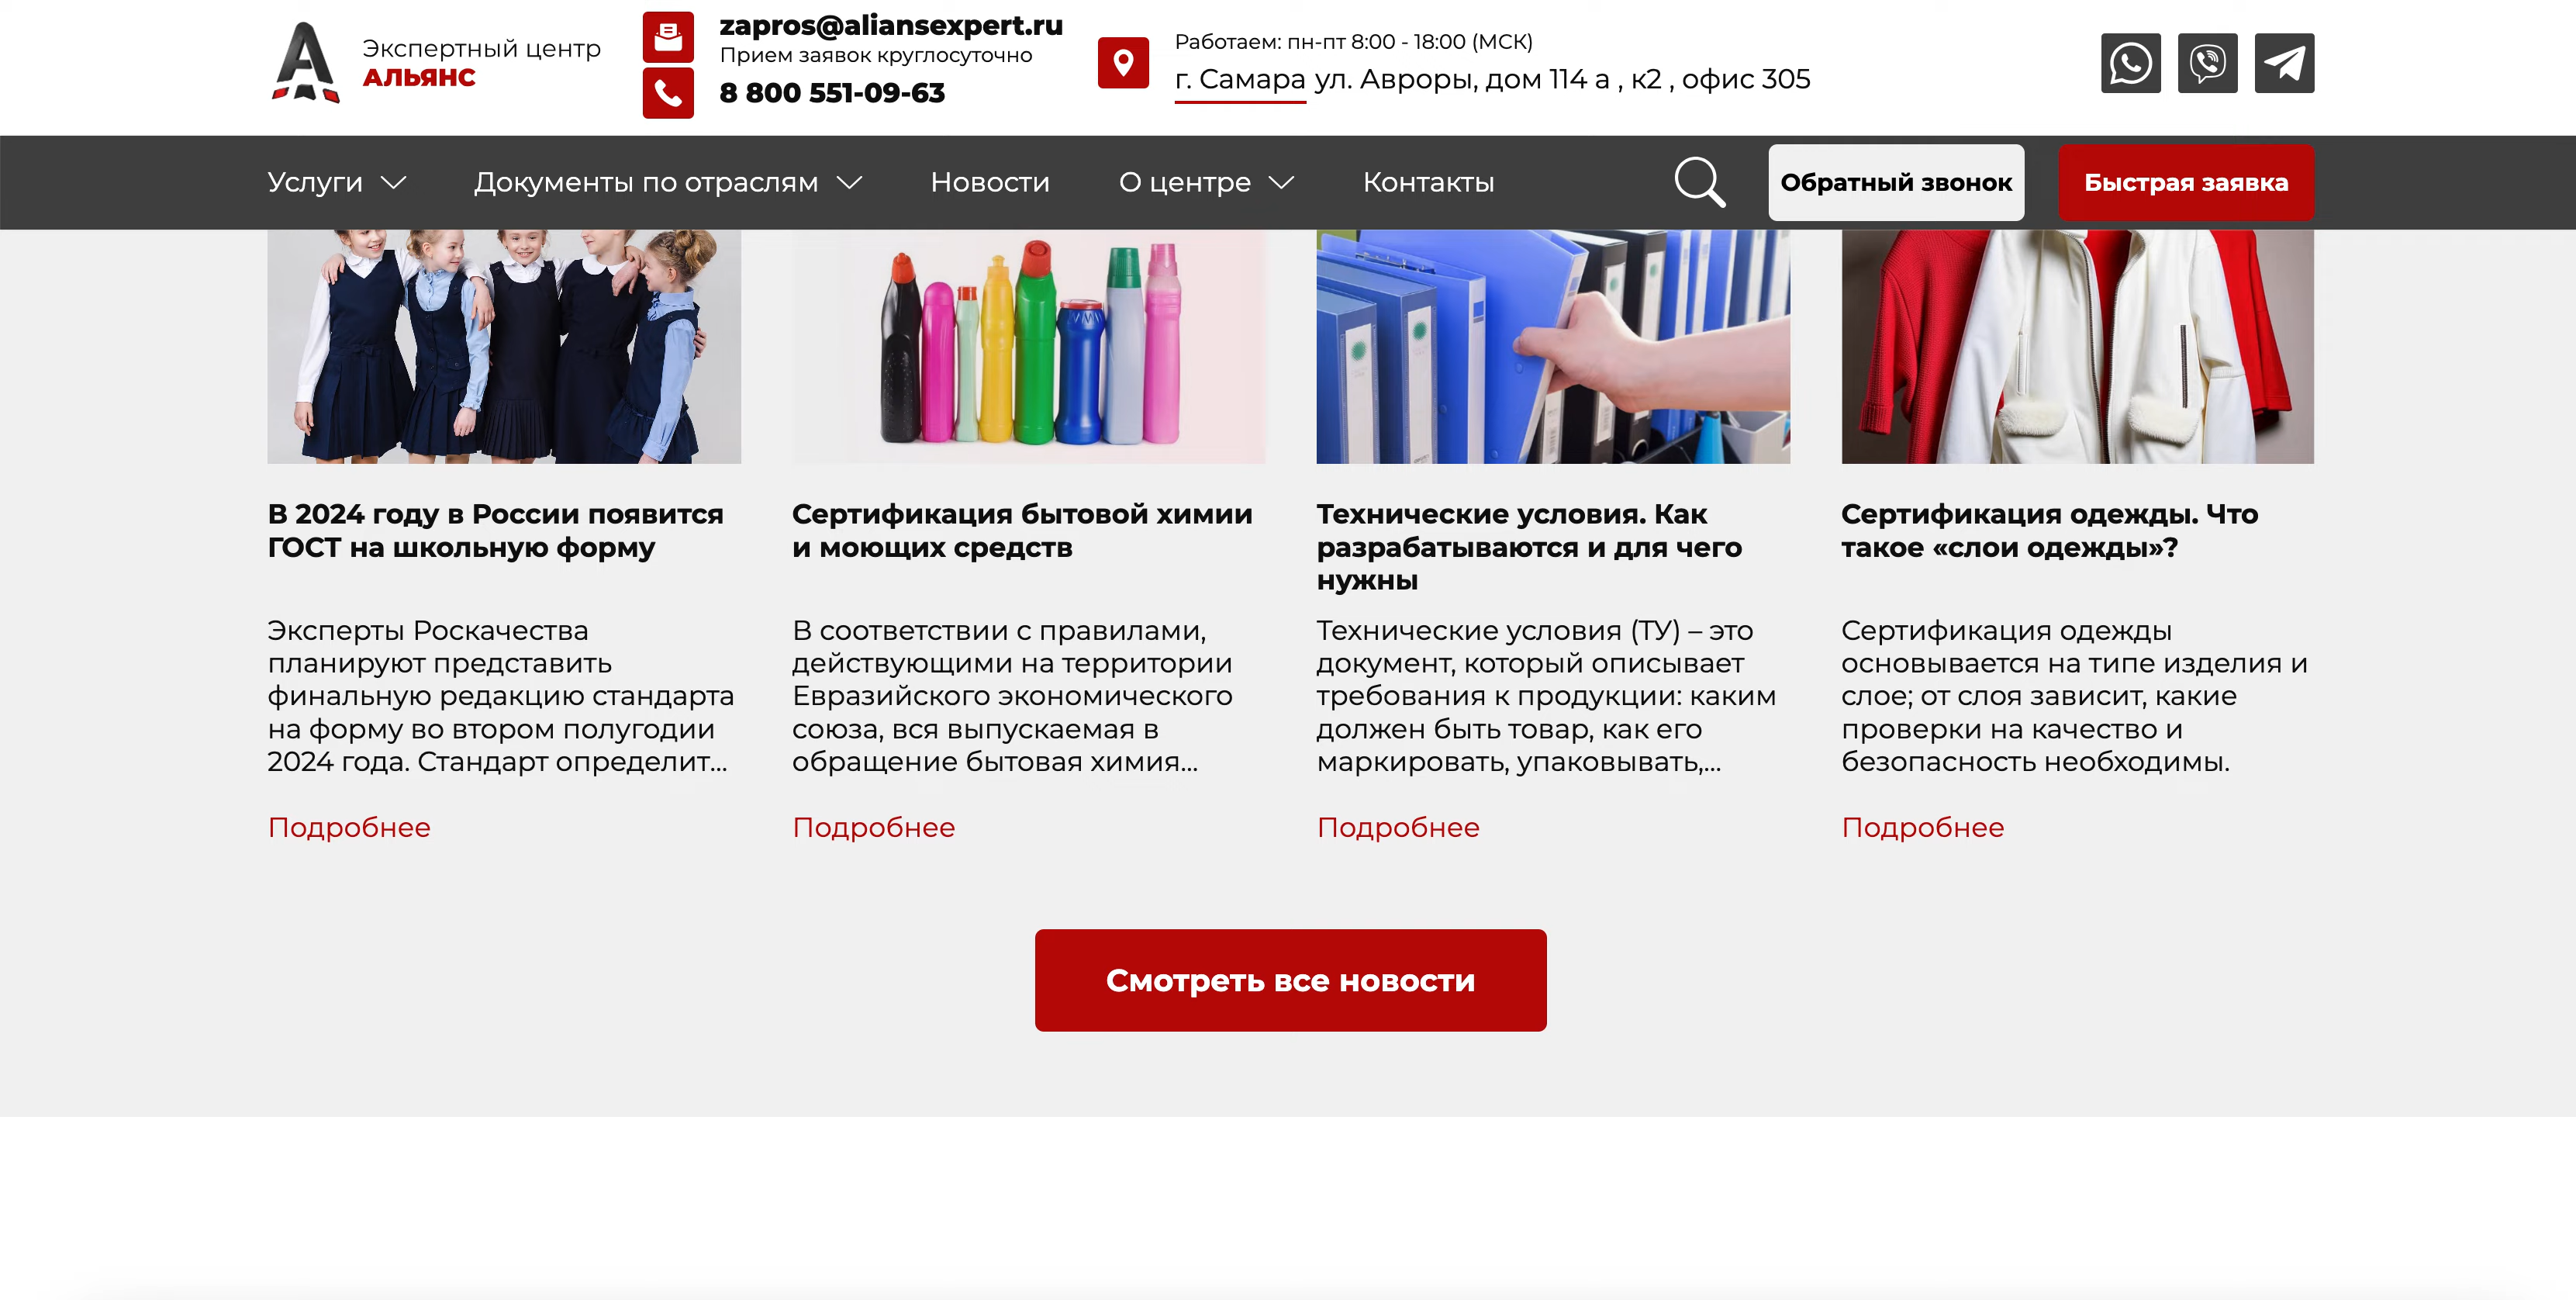 Экспертный центр
АЛЬЯНС
zapros@aliansexpert.ru
Прием заявок круглосуточно
8 800 551-09-63
Работаем: пн-пт 8:00 - 18:00 (МСК)
г. Самара ул. Авроры, дом 114 а , к2 , офис 305
Услуги
Документы по отраслям
Новости
О центре
Контакты
Обратный звонок
Быстрая заявка
В 2024 году в России появится
ГОСТ на школьную форму
Эксперты Роскачества
планируют представить
финальную редакцию стандарта
на форму во втором полугодии
2024 года. Стандарт определит...
Подробнее
Сертификация бытовой химии
и моющих средств
В соответствии с правилами,
действующими на территории
Евразийского экономического
союза, вся выпускаемая в
обращение бытовая химия...
Подробнее
Технические условия. Как
разрабатываются и для чего
нужны
Технические условия (ТУ) – это
документ, который описывает
требования к продукции: каким
должен быть товар, как его
маркировать, упаковывать,...
Подробнее
Сертификация одежды. Что
такое «слои одежды»?
Сертификация одежды
основывается на типе изделия и
слое; от слоя зависит, какие
проверки на качество и
безопасность необходимы.
Подробнее
Смотреть все новости